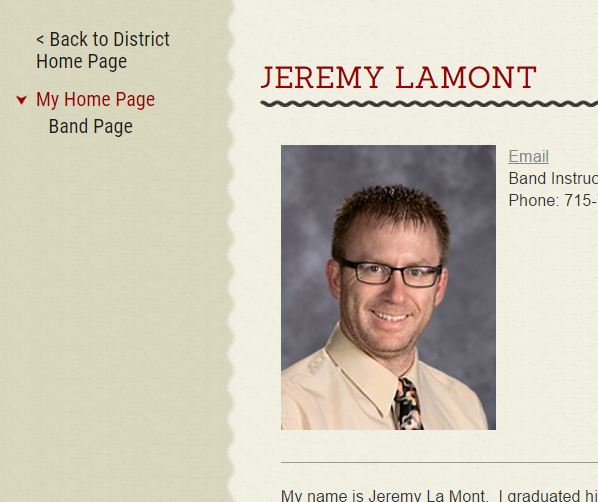 < Back to District
Home Page
My Home Page
Band Page
JEREMY LAMONT
Email
Band Instruc
Phone: 715-
My name is Jeremy La Mont. I graduated hi